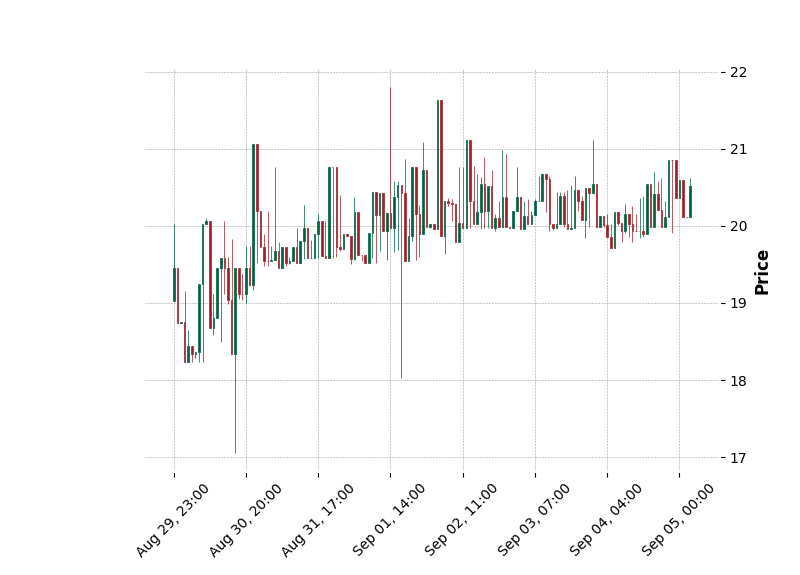 22
21
20
19
18
17
Price
Aug 29, 23:00
Aug 30, 20:00
Aug 31, 17:00
Sep 01, 14:00
Sep 02, 11:00
Sep 03, 07:00
Sep 04, 04:00
Sep 05, 00:00